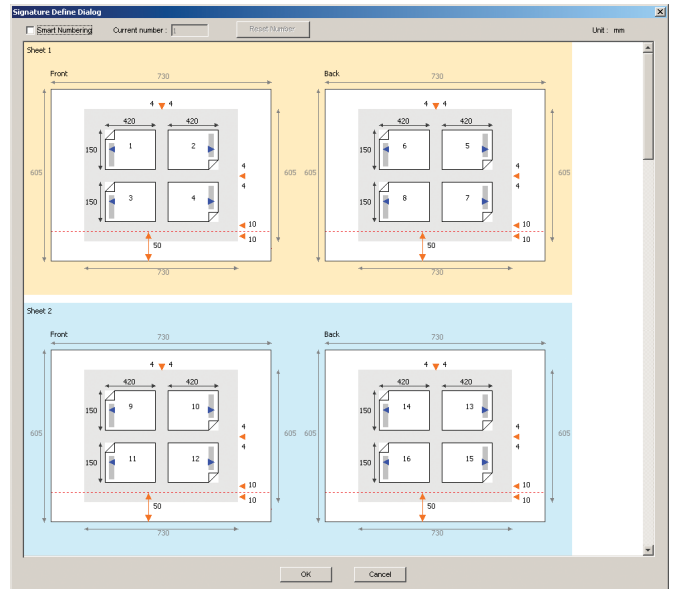 Signature Define Dialog
Smart Numbering Current number : 1 Reset Number Unit : mm
Sheet 1
Front 730 Back 730
4 4 4 4
420 420 420 420
150 1 2 150 6 5
4 4
605 605 605 605
4 4
150 3 4 150 8 7
10 10
10 10
50 50
730 730
Sheet 2
Front 730 Back 730
4 4 4 4
420 420 420 420
150 9 10 150 14 13
4 4
605 605 605 605
4 4
150 11 12 150 16 15
10 10
10 10
50 50
730 730
OK Cancel